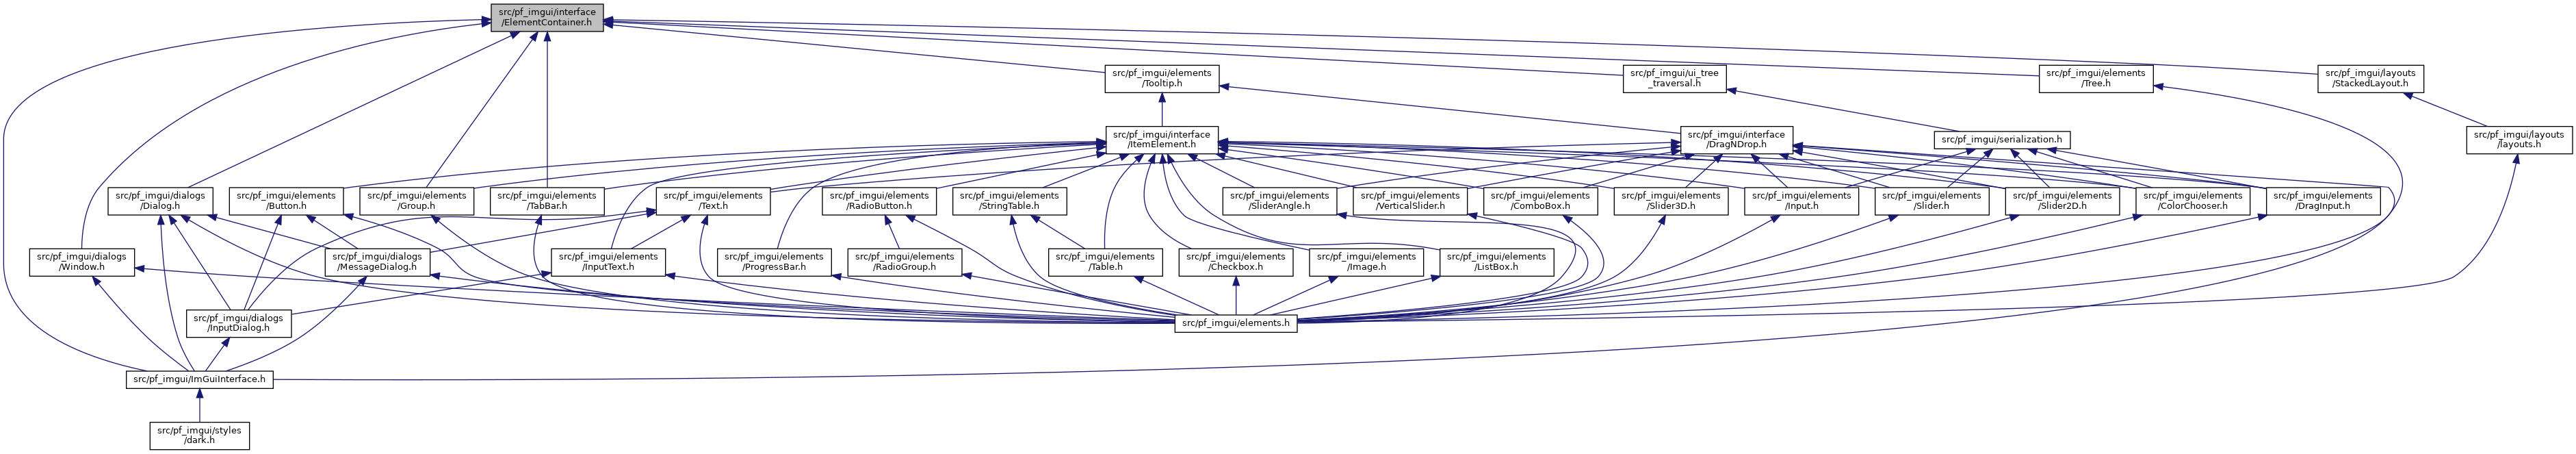 src/pf_imgui/interface
/ElementContainer.h
src/pf_imgui/elements
/Tooltip.h
src/pf_imgui/ui_tree
_traversal.h
src/pf_imgui/elements
/Tree.h
src/pf_imgui/layouts
/StackedLayout.h
src/pf_imgui/interface
/ItemElement.h
src/pf_imgui/interface
/DragNDrop.h
src/pf_imgui/serialization.h
src/pf_imgui/layouts
/layouts.h
src/pf_imgui/dialogs
/Dialog.h
src/pf_imgui/elements
/Button.h
src/pf_imgui/elements
/Group.h
src/pf_imgui/elements
/TabBar.h
src/pf_imgui/elements
/Text.h
src/pf_imgui/elements
/RadioButton.h
src/pf_imgui/elements
/StringTable.h
src/pf_imgui/elements
/SliderAngle.h
src/pf_imgui/elements
/VerticalSlider.h
src/pf_imgui/elements
/ComboBox.h
src/pf_imgui/elements
/Slider3D.h
src/pf_imgui/elements
/Input.h
src/pf_imgui/elements
/Slider.h
src/pf_imgui/elements
/Slider2D.h
src/pf_imgui/elements
/ColorChooser.h
src/pf_imgui/elements
/DragInput.h
src/pf_imgui/dialogs
/Window.h
src/pf_imgui/dialogs
/MessageDialog.h
src/pf_imgui/elements
/InputText.h
src/pf_imgui/elements
/ProgressBar.h
src/pf_imgui/elements
/RadioGroup.h
src/pf_imgui/elements
/Table.h
src/pf_imgui/elements
/Checkbox.h
src/pf_imgui/elements
/Image.h
src/pf_imgui/elements
/ListBox.h
src/pf_imgui/dialogs
/InputDialog.h
src/pf_imgui/elements.h
src/pf_imgui/ImGuiInterface.h
src/pf_imgui/styles
/dark.h